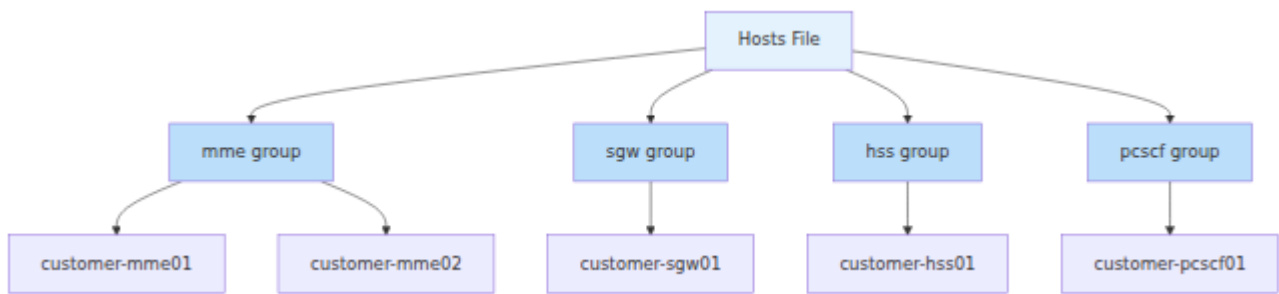 Hosts File
mme group
sgw group
hss group
pcscf group
customer-mme01
customer-mme02
customer-sgw01
customer-hss01
customer-pcscf01